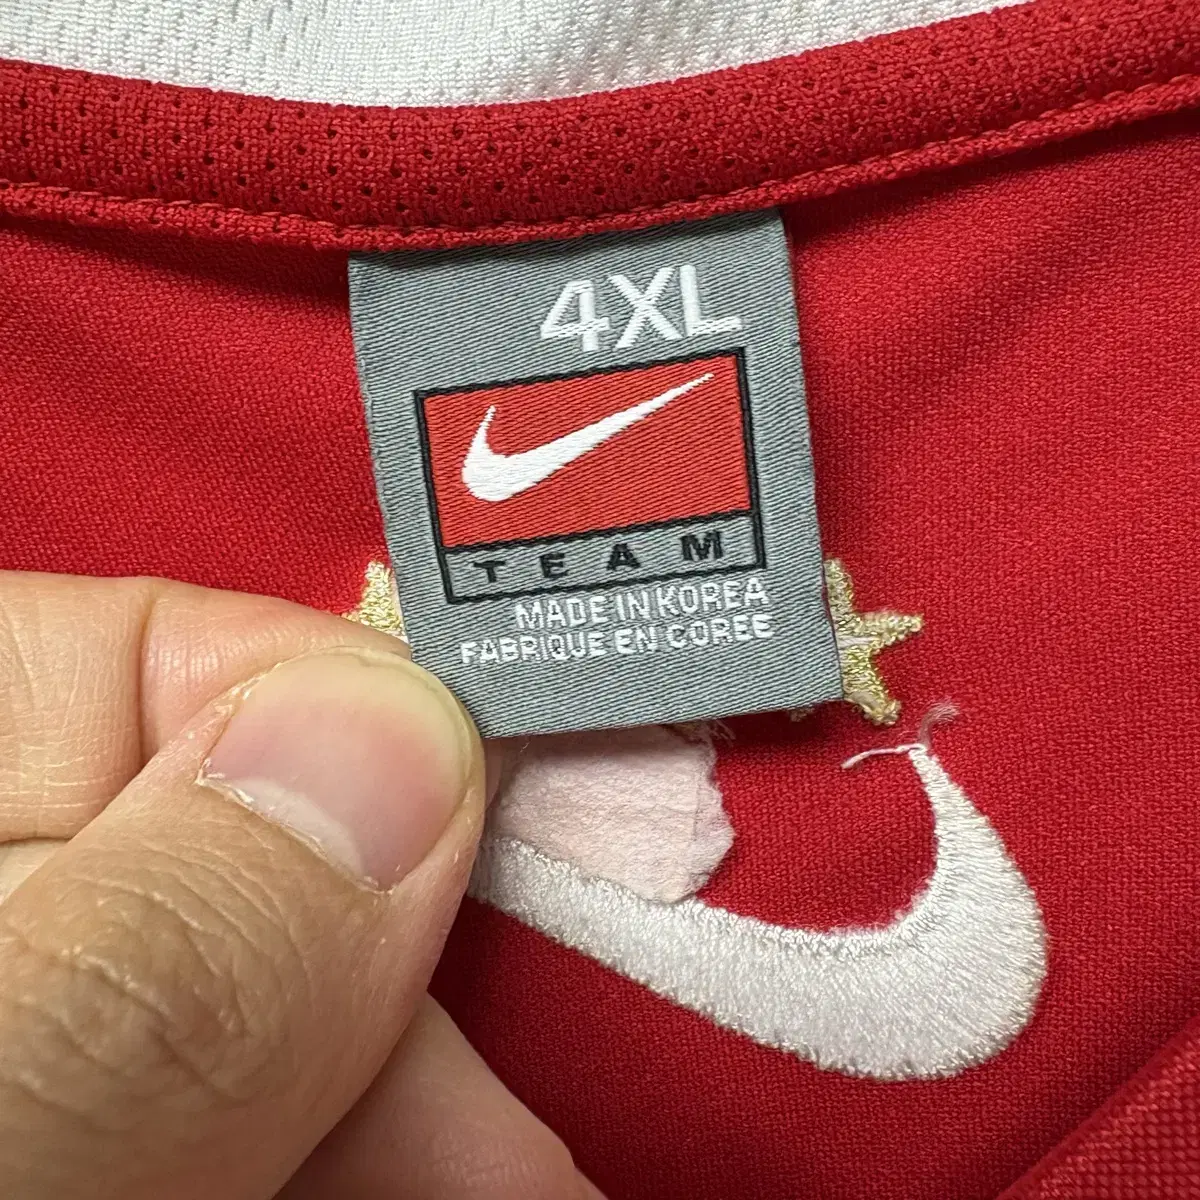 4XL
TEAM
MADE IN KOREA
FABRIQUE EN COREE